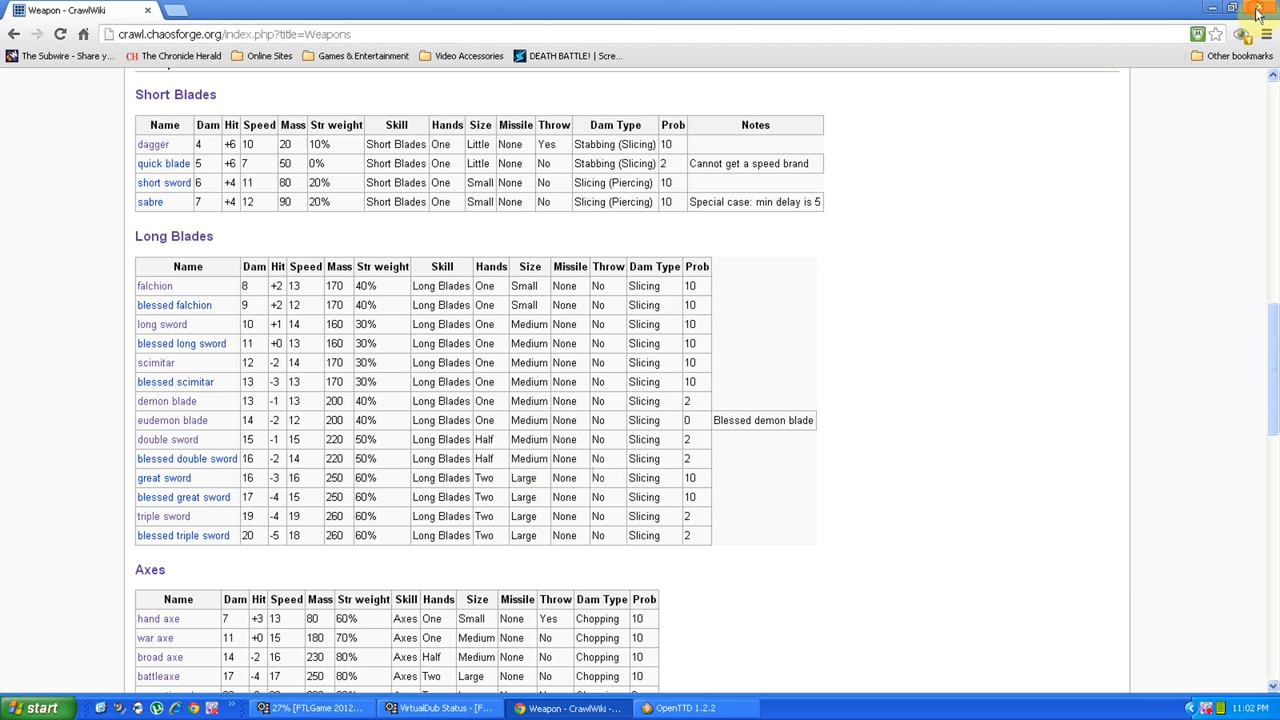 Weapon - CrawlWiki
crawl.chaosforge.org/index.php?title=Weapons
The Subwire - Share y... CH The Chronicle Herald Online Sites Games & Entertainment Video Accessories DEATH BATTLE! | Scre... Other bookmarks
Short Blades
Name Dam Hit Speed Mass Str weight Skill Hands Size Missile Throw Dam Type Prob Notes
dagger 4 +6 10 20 10% Short Blades One Little None Yes Stabbing (Slicing) 10
quick blade 5 +6 7 50 0% Short Blades One Little None No Stabbing (Slicing) 2 Cannot get a speed brand
short sword 6 +4 11 80 20% Short Blades One Small None No Slicing (Piercing) 10
sabre 7 +4 12 90 20% Short Blades One Small None No Slicing (Piercing) 10 Special case: min delay is 5
Long Blades
Name Dam Hit Speed Mass Str weight Skill Hands Size Missile Throw Dam Type Prob
falchion 8 +2 13 170 40% Long Blades One Small None No Slicing 10
blessed falchion 9 +2 12 170 40% Long Blades One Small None No Slicing 10
long sword 10 +1 14 160 30% Long Blades One Medium None No Slicing 10
blessed long sword 11 +0 13 160 30% Long Blades One Medium None No Slicing 10
scimitar 12 -2 14 170 30% Long Blades One Medium None No Slicing 10
blessed scimitar 13 -3 13 170 30% Long Blades One Medium None No Slicing 10
demon blade 13 -1 13 200 40% Long Blades One Medium None No Slicing 2
eudemon blade 14 -2 12 200 40% Long Blades One Medium None No Slicing 0 Blessed demon blade
double sword 15 -1 15 220 50% Long Blades Half Medium None No Slicing 2
blessed double sword 16 -2 14 220 50% Long Blades Half Medium None No Slicing 2
great sword 16 -3 16 250 60% Long Blades Two Large None No Slicing 10
blessed great sword 17 -4 15 250 60% Long Blades Two Large None No Slicing 10
triple sword 19 -4 19 260 60% Long Blades Two Large None No Slicing 2
blessed triple sword 20 -5 18 260 60% Long Blades Two Large None No Slicing 2
Axes
Name Dam Hit Speed Mass Str weight Skill Hands Size Missile Throw Dam Type Prob
hand axe 7 +3 13 80 60% Axes One Small None Yes Chopping 10
war axe 11 +0 15 180 70% Axes One Medium None No Chopping 10
broad axe 14 -2 16 230 80% Axes Half Medium None No Chopping 10
battleaxe 17 -4 17 250 80% Axes Two Large None No Chopping 10
start 27% [FTLGame 2012... VirtualDub Status - [F... Weapon - CrawlWiki -... OpenTTD 1.2.2 11:02 PM